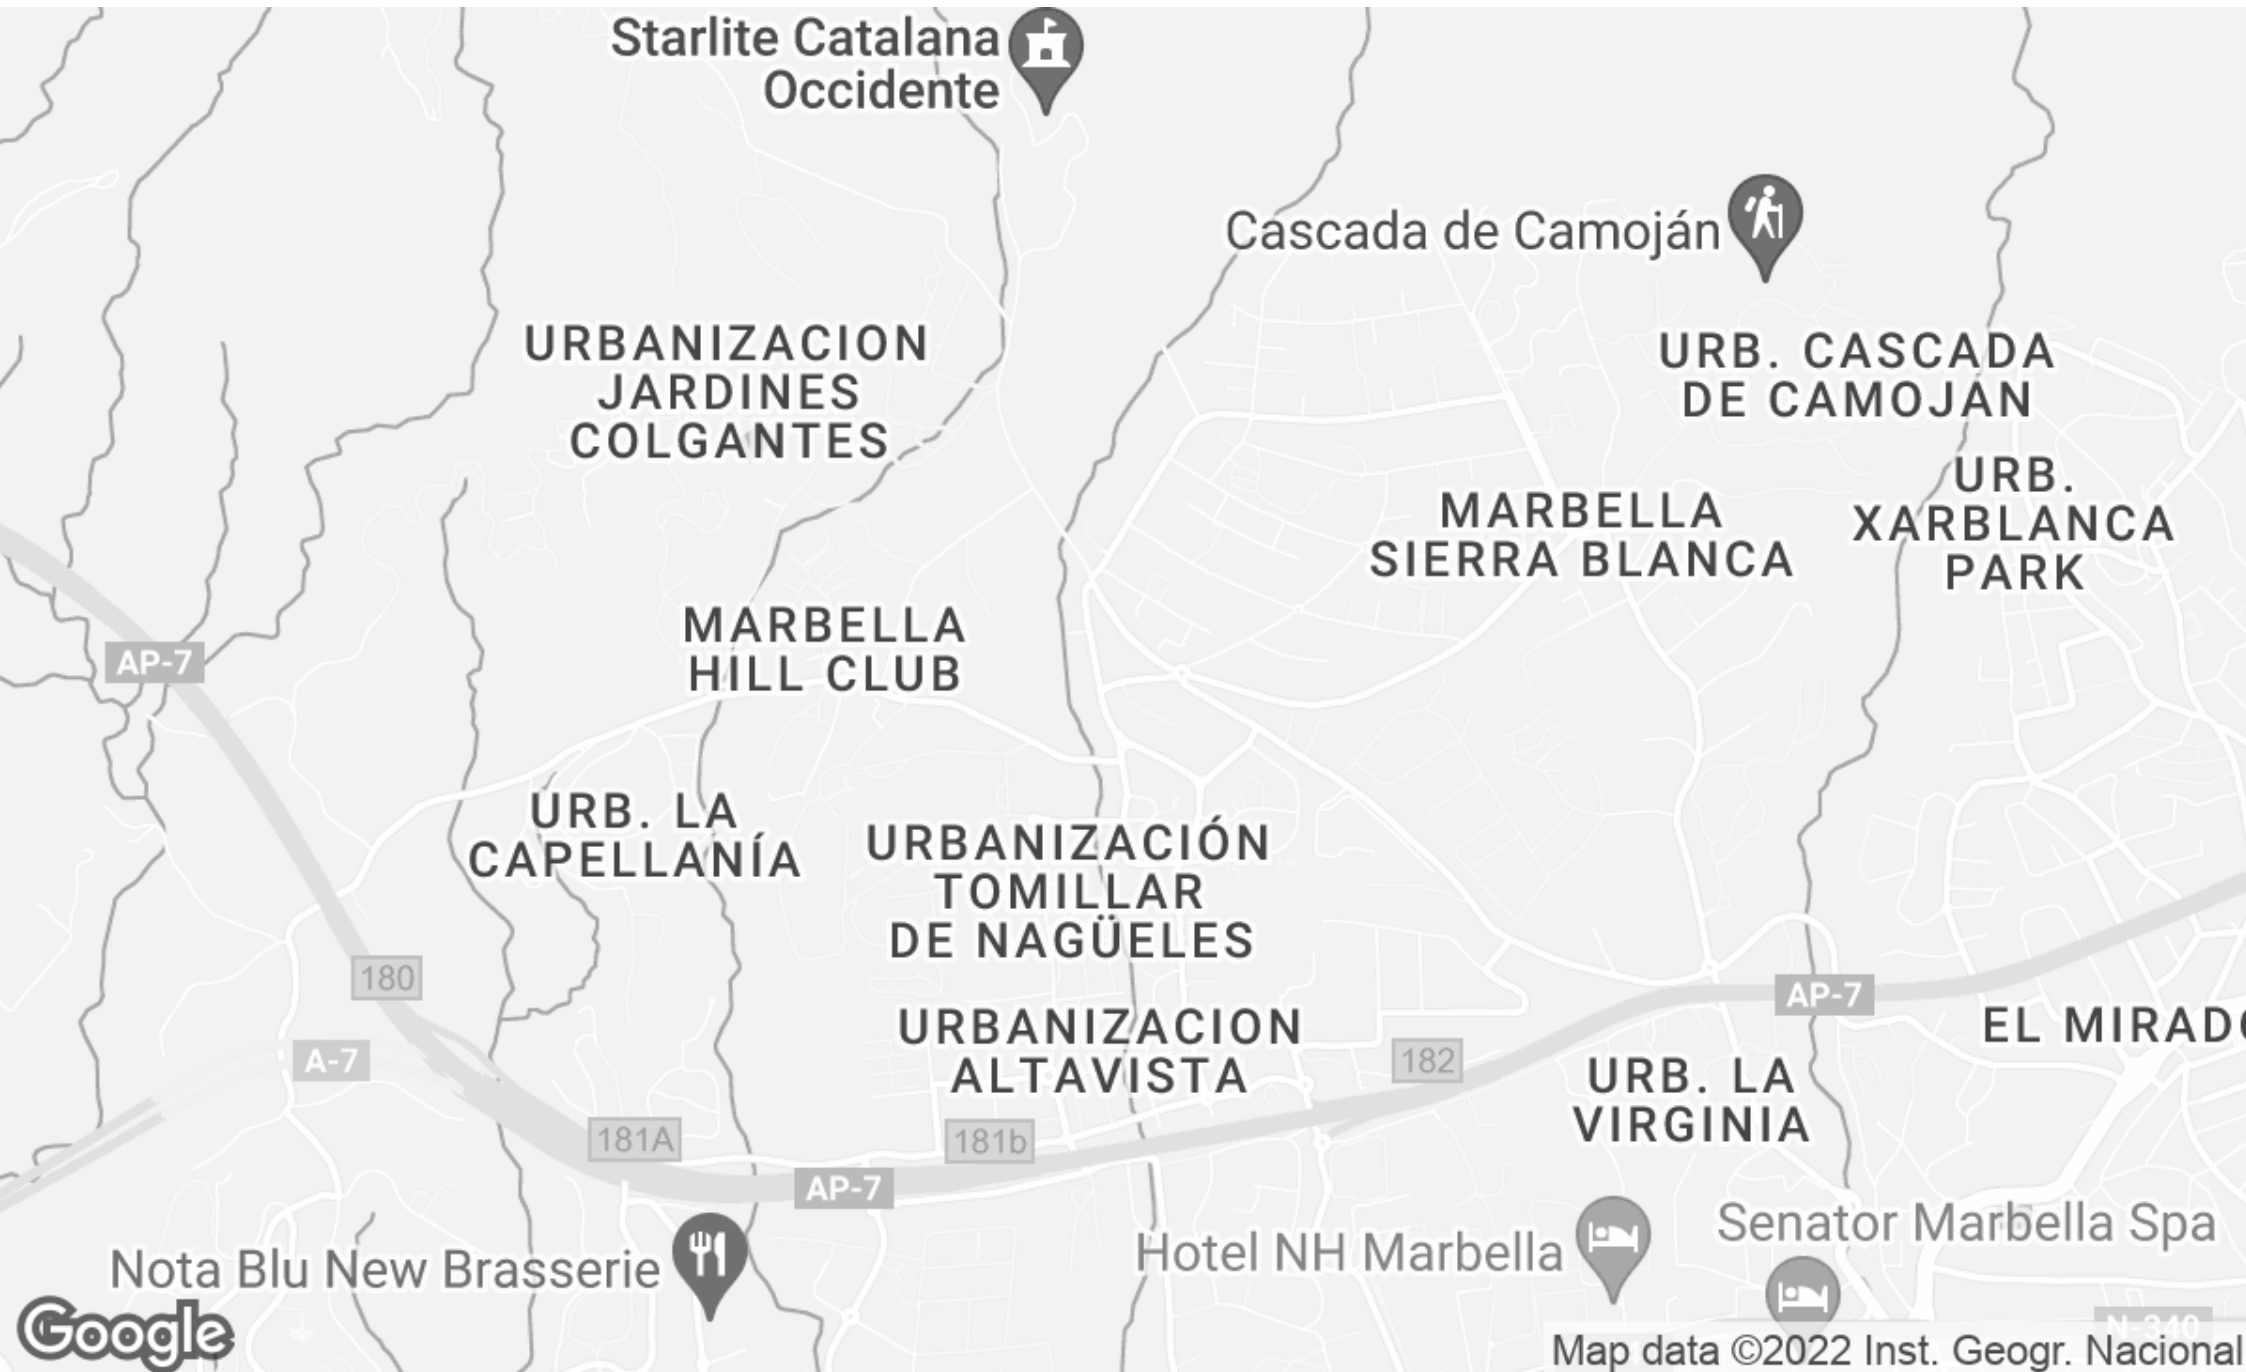 Starlite Catalana
Occidente
Cascada de Camoján
URBANIZACION
JARDINES
COLGANTES
URB. CASCADA
DE CAMOJAN
URB.
XARBLANCA
PARK
MARBELLA
SIERRA BLANCA
MARBELLA
HILL CLUB
AP-7
URB. LA
CAPELLANÍA
URBANIZACIÓN
TOMILLAR
DE NAGÜELES
180
AP-7
URBANIZACION
ALTAVISTA
EL MIRADO
A-7
182
URB. LA
VIRGINIA
181A
181b
AP-7
Nota Blu New Brasserie
Hotel NH Marbella
Senator Marbella Spa
N-340
Google
Map data ©2022 Inst. Geogr. Nacional